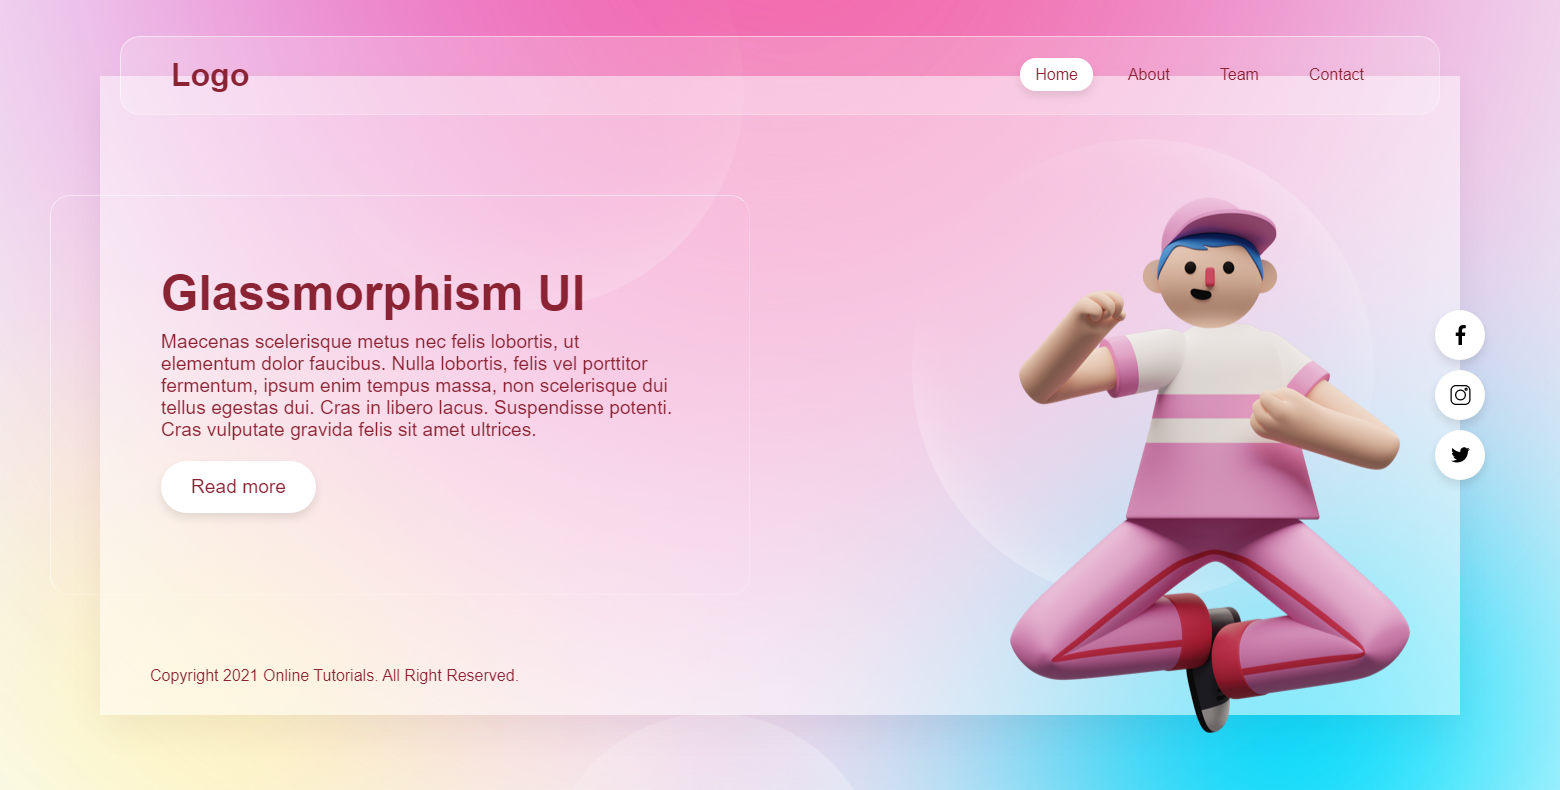 Logo
Home
About
Team
Contact
Glassmorphism UI
Maecenas scelerisque metus nec felis lobortis, ut
elementum dolor faucibus. Nulla lobortis, felis vel porttitor
fermentum, ipsum enim tempus massa, non scelerisque dui
tellus egestas dui. Cras in libero lacus. Suspendisse potenti.
Cras vulputate gravida felis sit amet ultrices.
Read more
Copyright 2021 Online Tutorials. All Right Reserved.